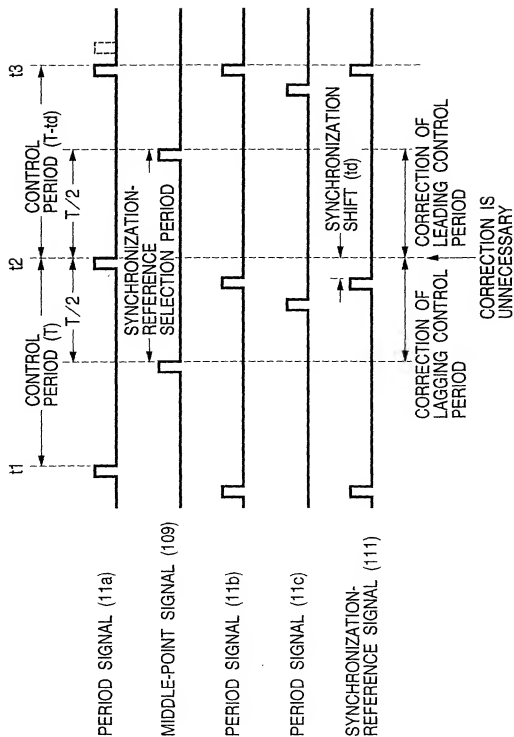 t1
t2
t3
CONTROL
PERIOD (T)
CONTROL
PERIOD (T-td)
T/2
T/2
PERIOD SIGNAL (11a)
SYNCHRONIZATION-
REFERENCE
SELECTION PERIOD
MIDDLE-POINT SIGNAL (109)
PERIOD SIGNAL (11b)
PERIOD SIGNAL (11c)
SYNCHRONIZATION
SHIFT (td)
SYNCHRONIZATION-
REFERENCE SIGNAL (111)
CORRECTION OF
LAGGING CONTROL
PERIOD
CORRECTION OF
LEADING CONTROL
PERIOD
CORRECTION IS
UNNECESSARY